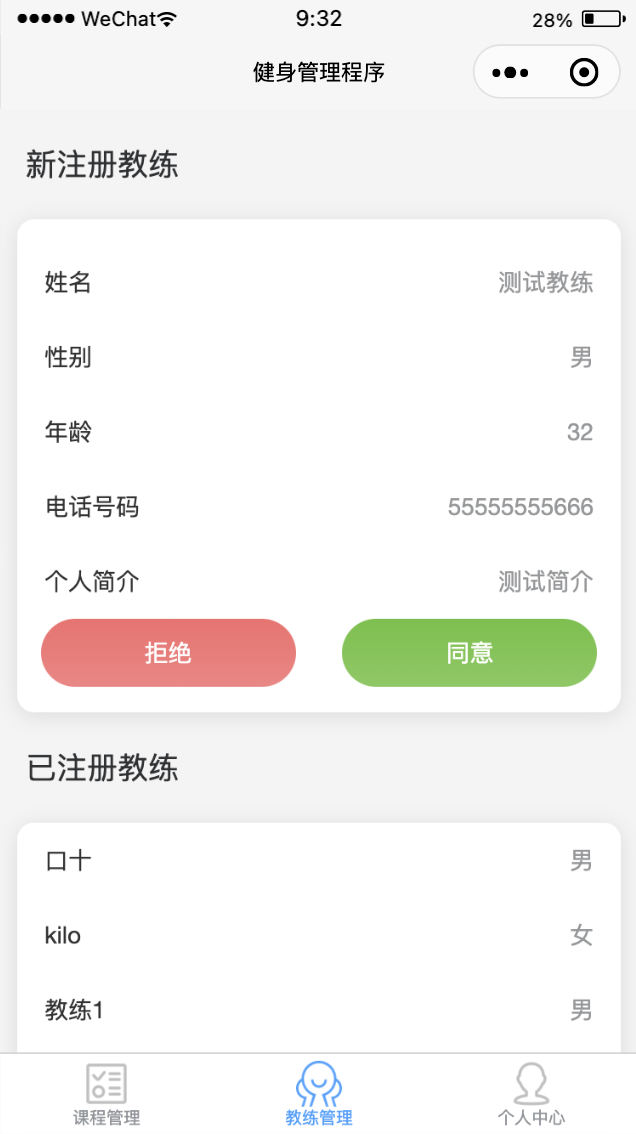 WeChat 9:32 28%
健身管理程序
新注册教练
姓名 测试教练
性别 男
年龄 32
电话号码 55555555666
个人简介 测试简介
拒绝 同意
已注册教练
口十 男
kilo 女
教练1 男
课程管理 教练管理 个人中心